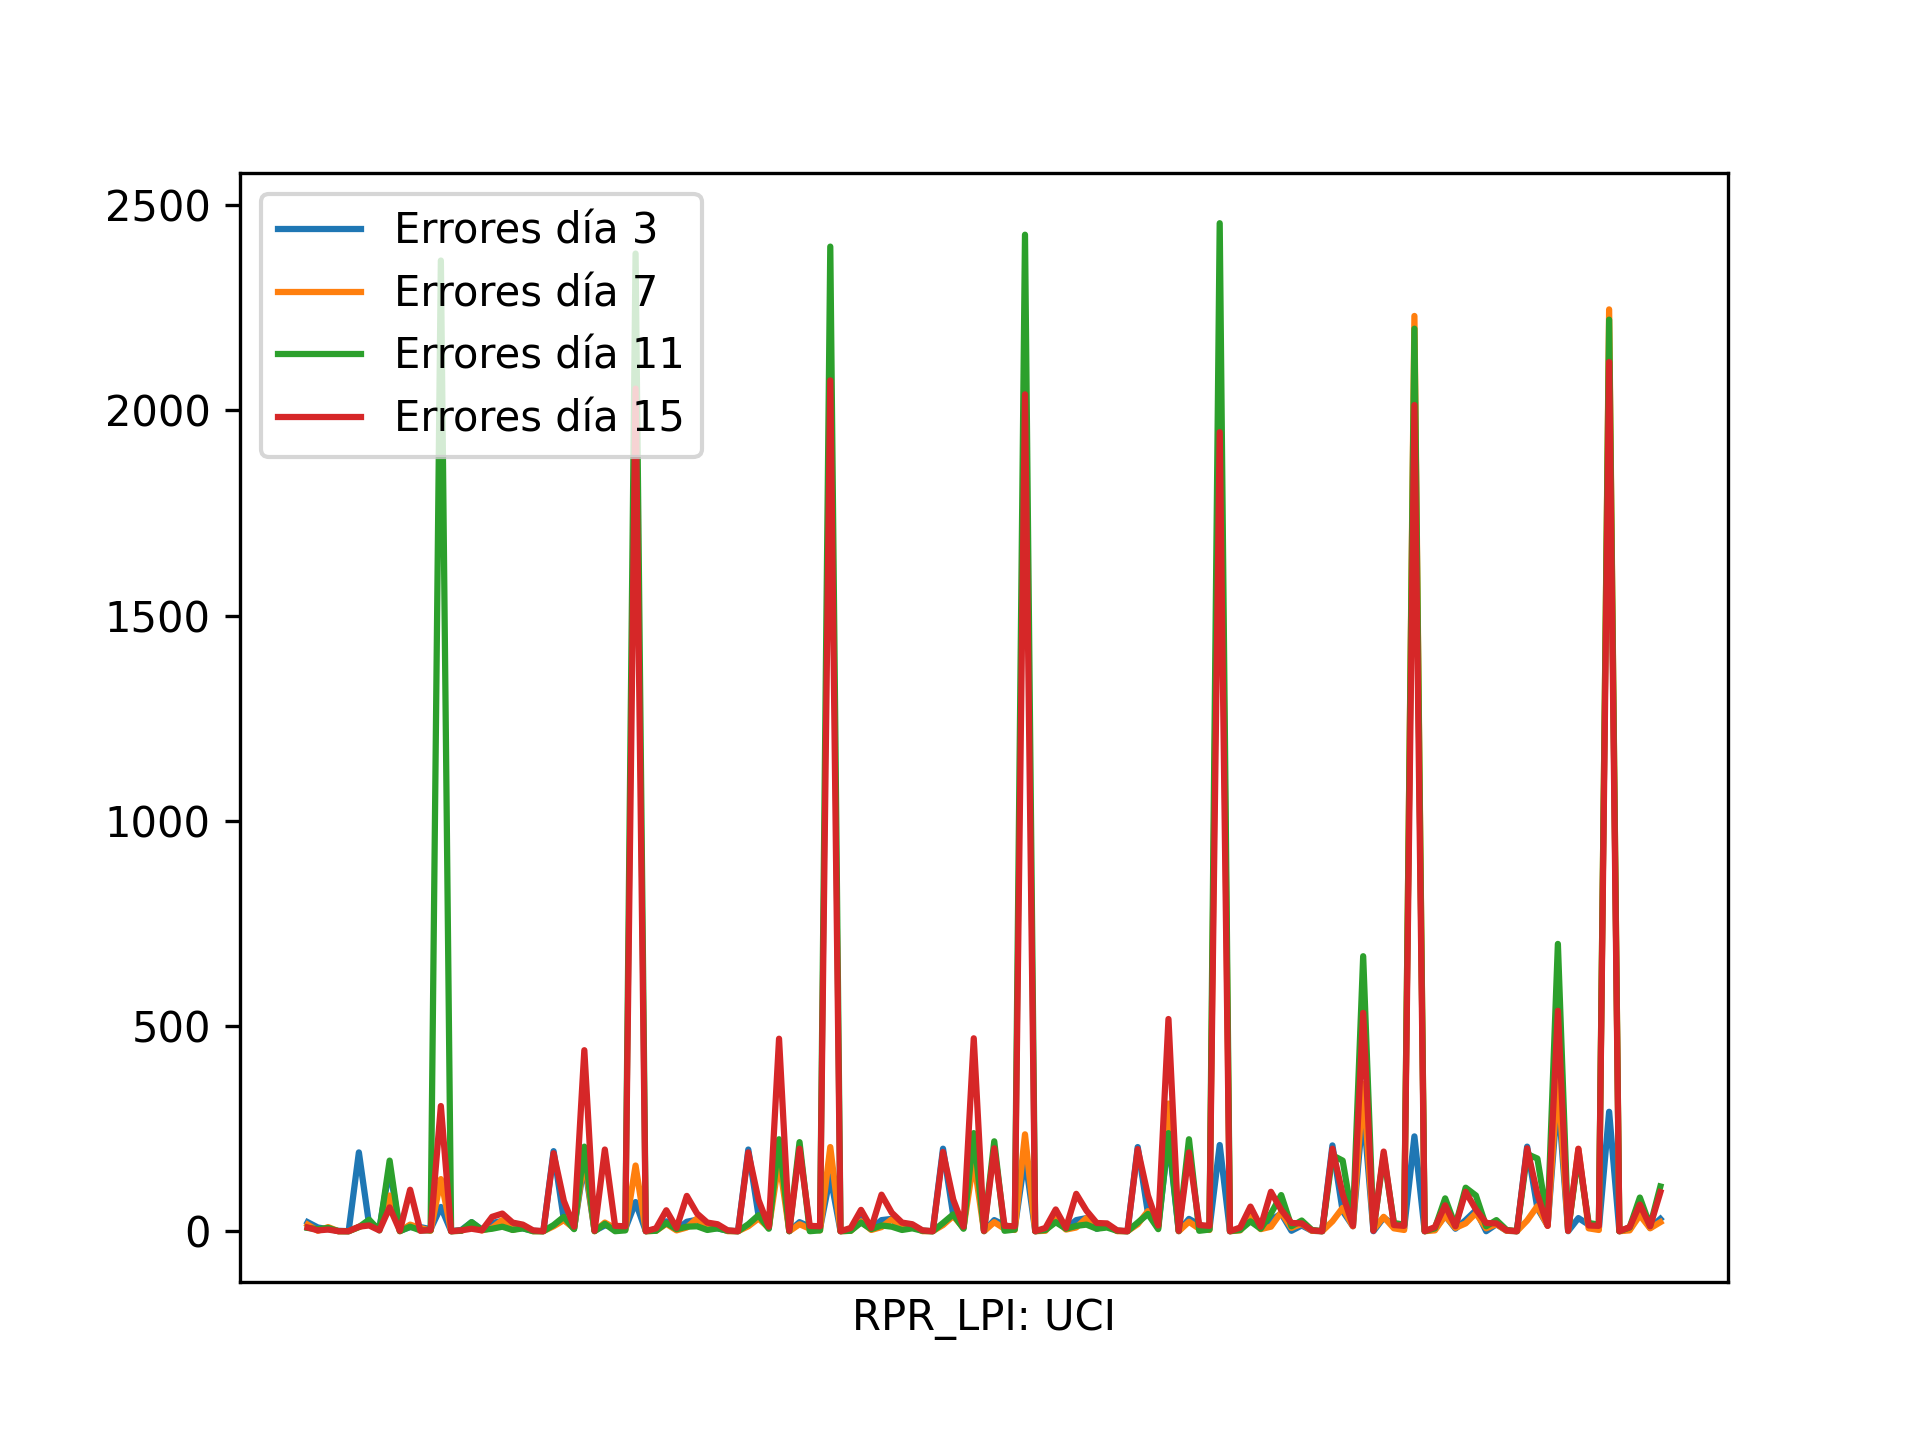 2500
2000
1500
1000
500
0
Errores día 3
Errores día 7
Errores día 11
Errores día 15
RPR_LPI: UCI